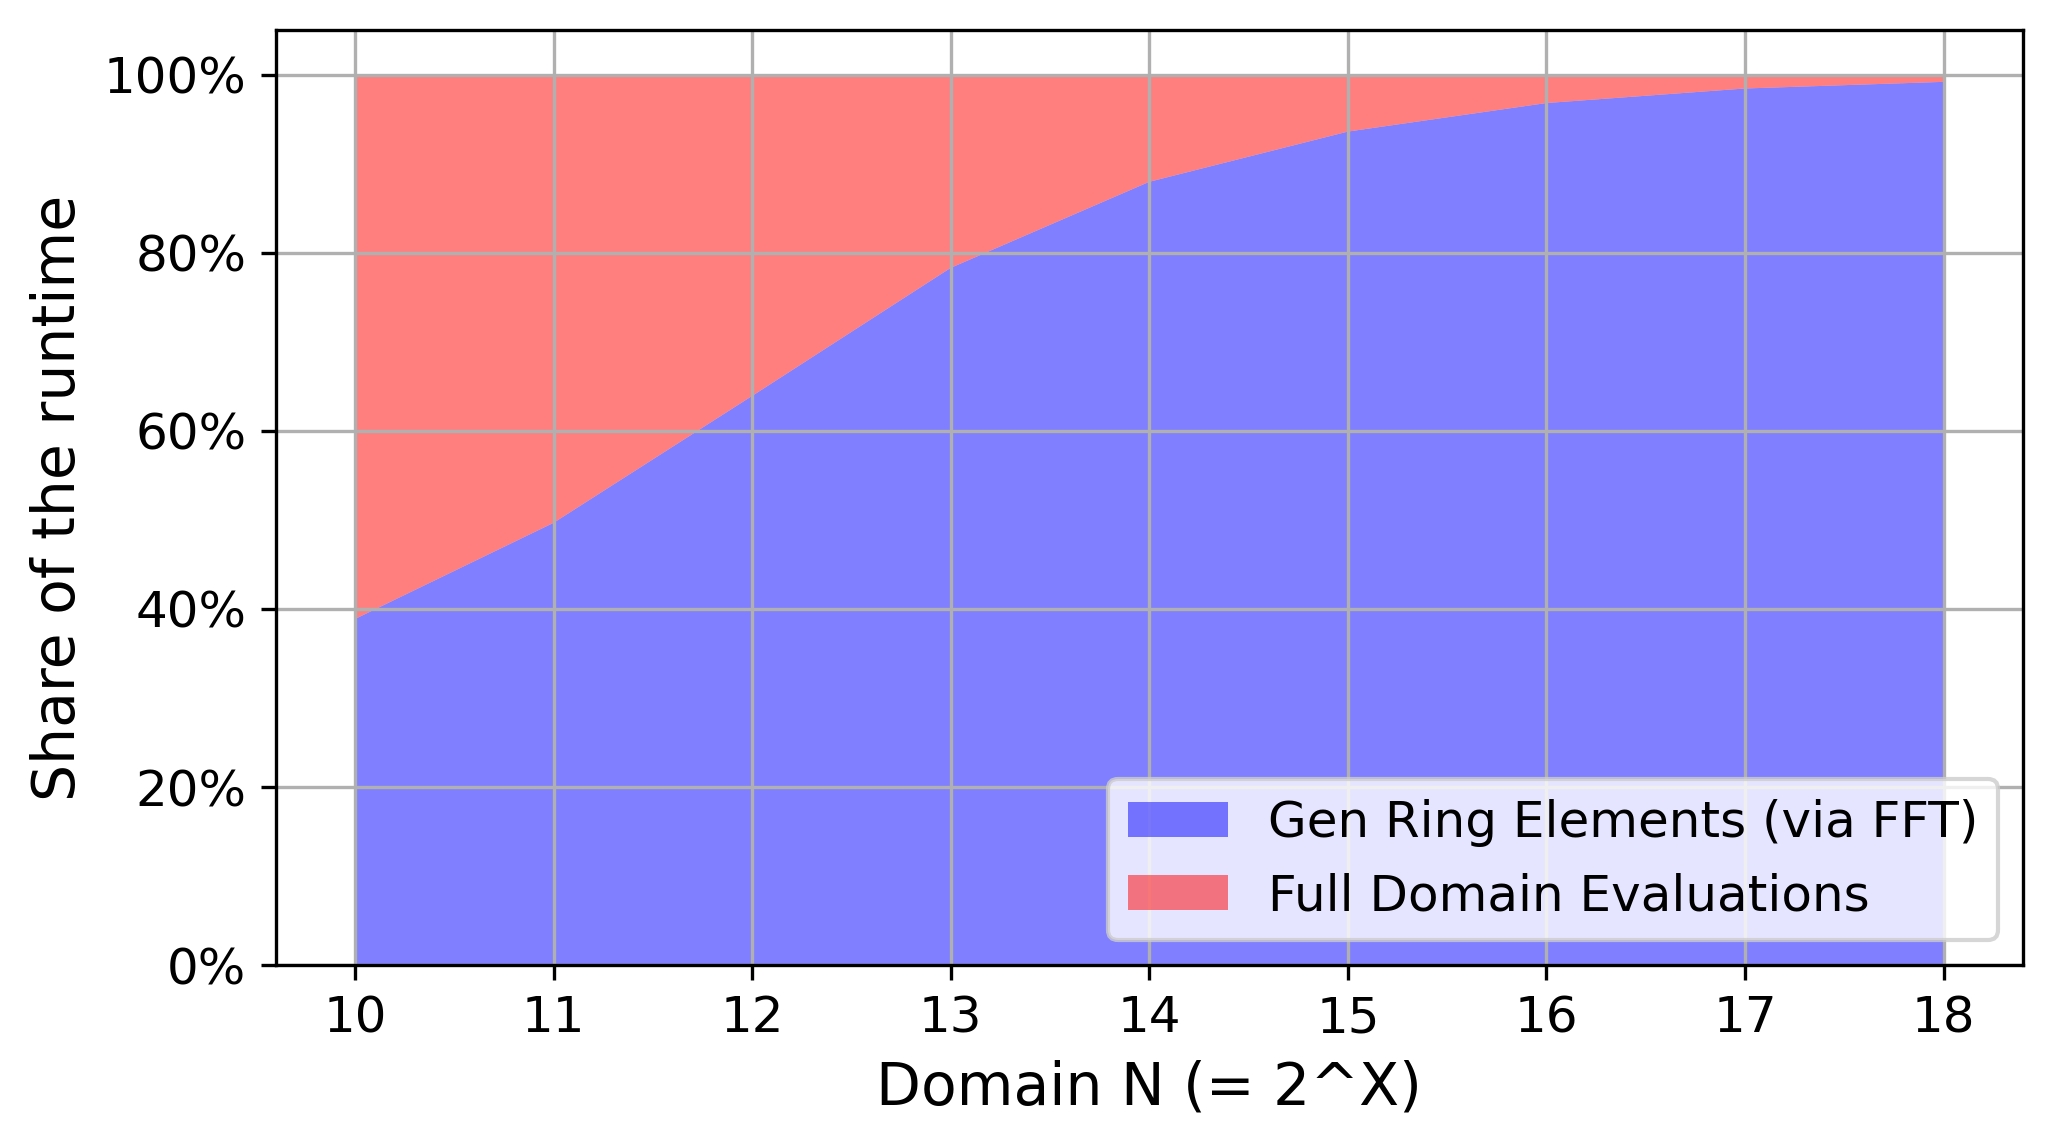 100%
80%
60%
40%
20%
0%
Share of the runtime
Gen Ring Elements (via FFT)
Full Domain Evaluations
10 11 12 13 14 15 16 17 18
Domain N (= 2^X)